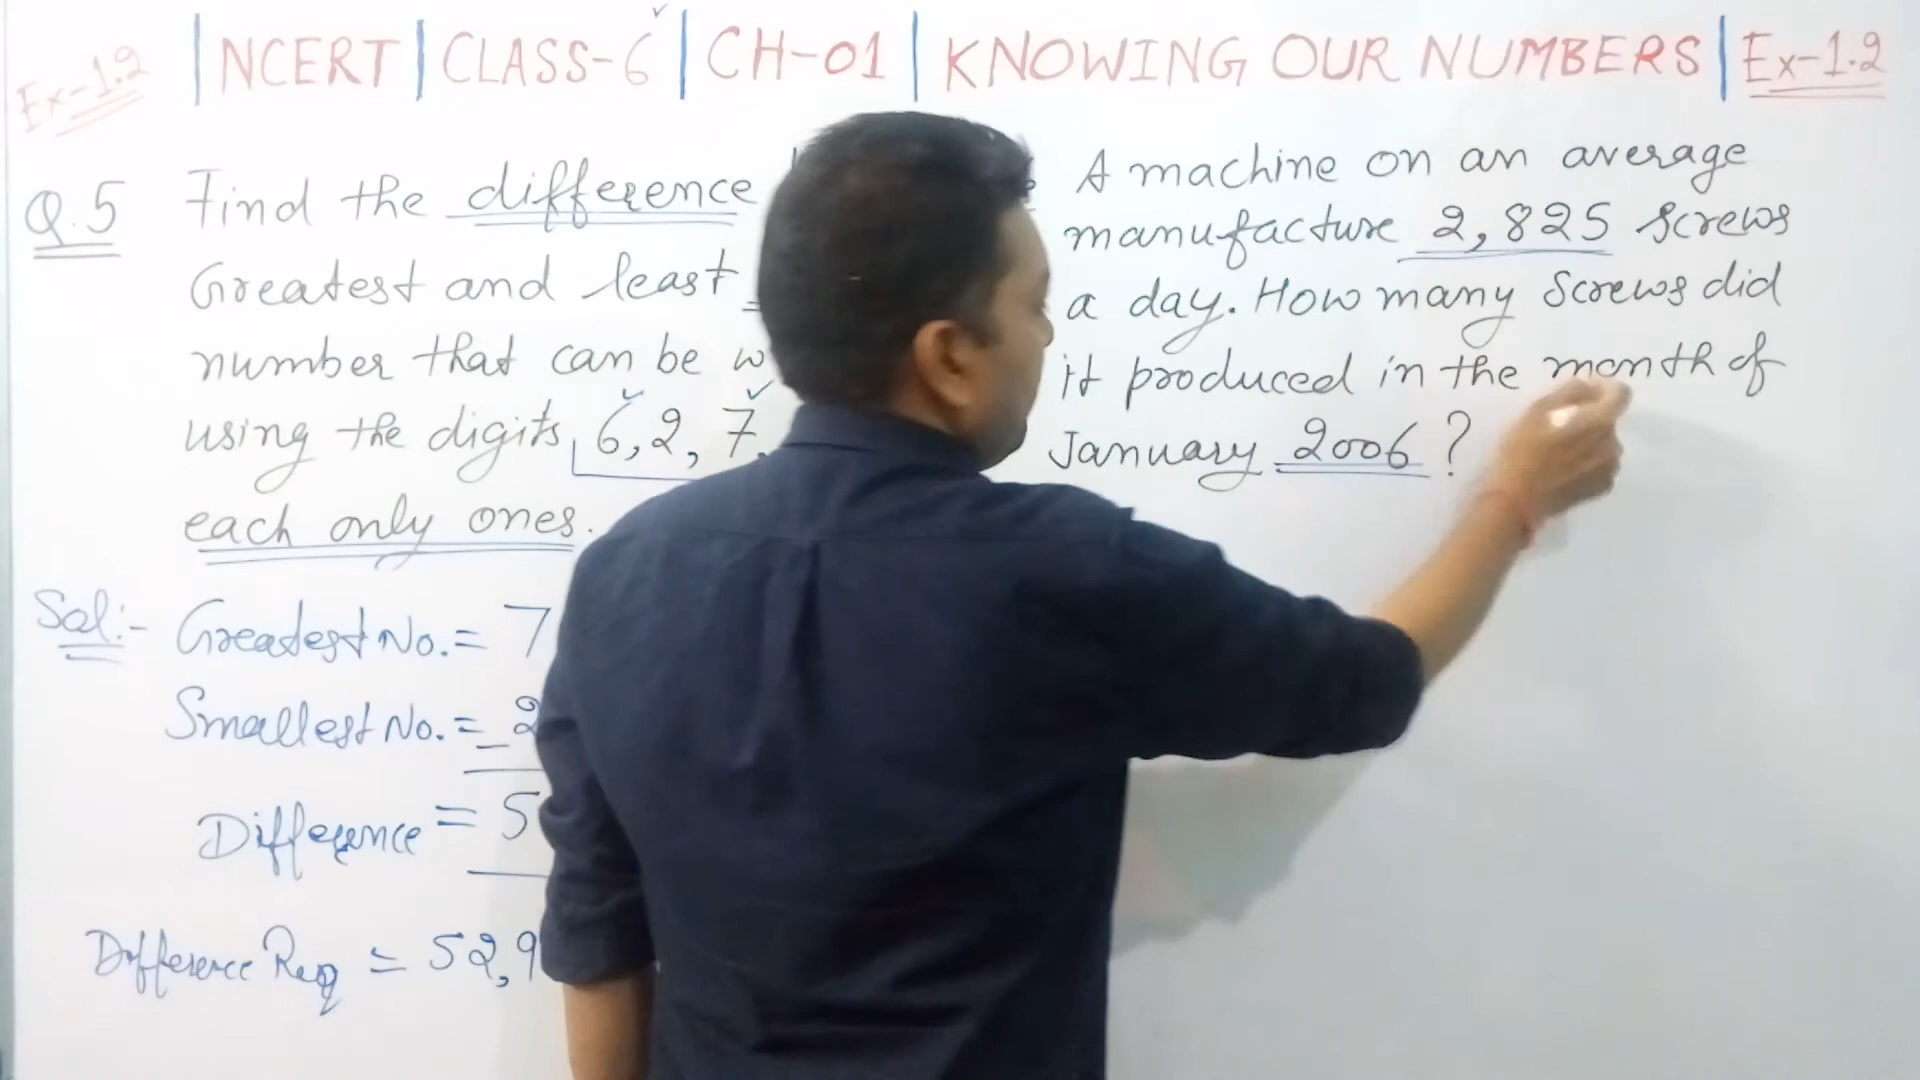 Ex-1.2 | NCERT | CLASS-6 | CH-01 | KNOWING OUR NUMBERS | Ex-1.2
Q.5 Find the difference
Greatest and least
number that can be w
using the digits 6, 2, 7,
each only ones.
Sol:- Greatest No. = 7
Smallest No. = - 2
Difference = 5
Difference Req = 52,9
A machine on an average
manufacture 2,825 screws
a day. How many Screws did
it produced in the month of
January 2006?